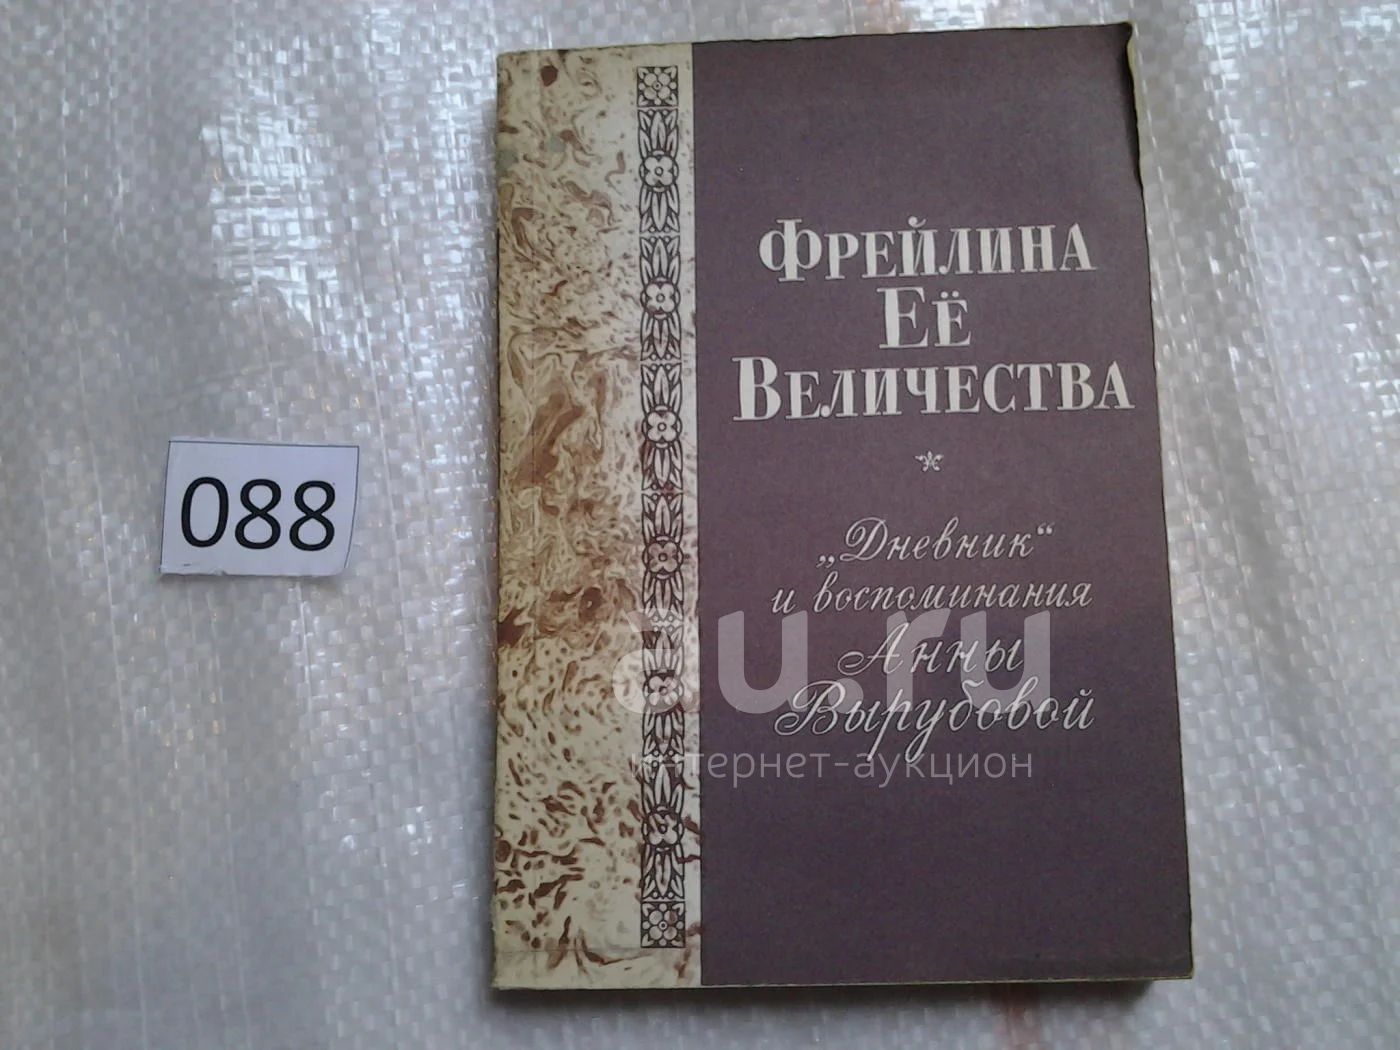 ФРЕЙЛИНА
ЕЁ
ВЕЛИЧЕСТВА
„Дневник“
и воспоминания
Анны
Вырубовой
088
au.ru
интернет-аукцион